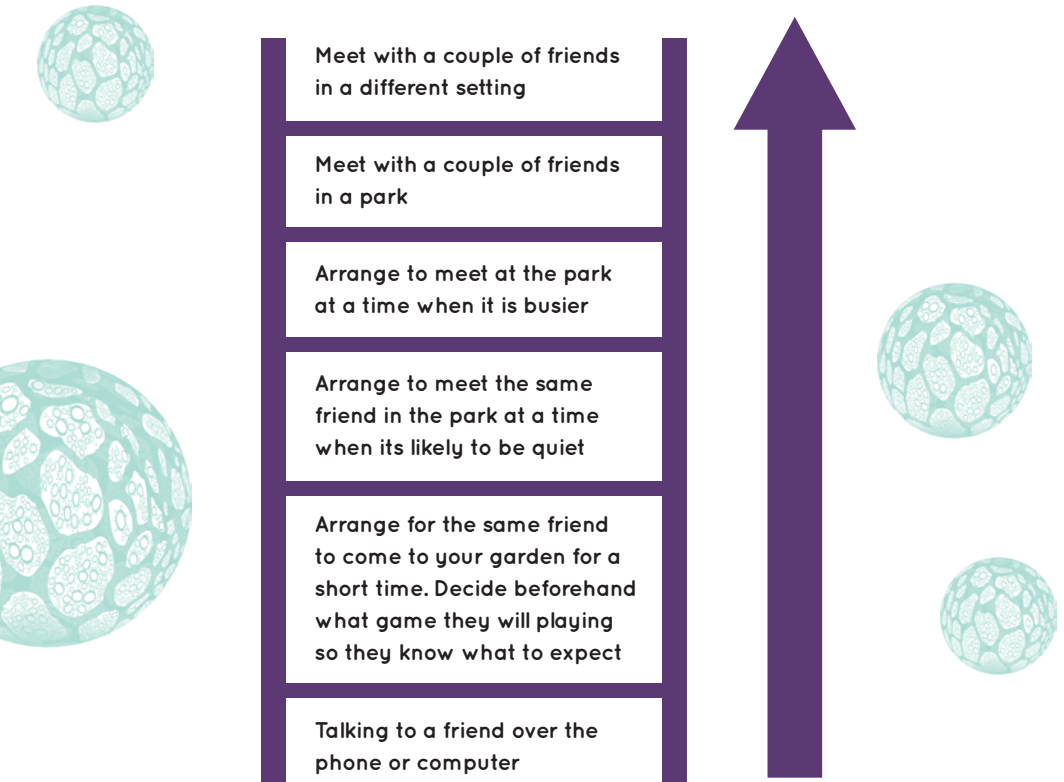 Meet with a couple of friends
in a different setting
Meet with a couple of friends
in a park
Arrange to meet at the park
at a time when it is busier
Arrange to meet the same
friend in the park at a time
when its likely to be quiet
Arrange for the same friend
to come to your garden for a
short time. Decide beforehand
what game they will playing
so they know what to expect
Talking to a friend over the
phone or computer